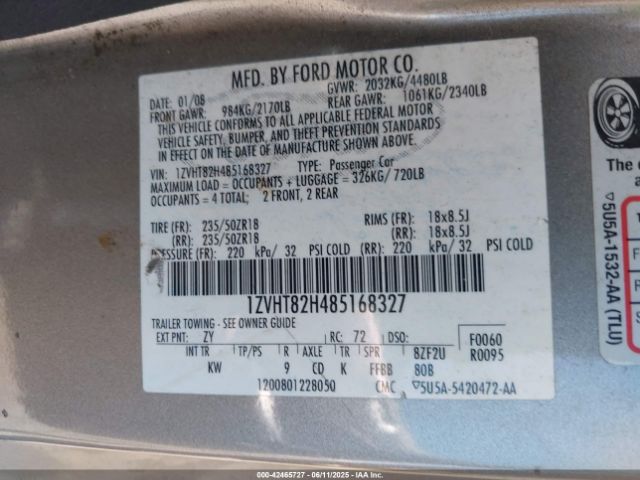 MFD. BY FORD MOTOR CO.
DATE: 01/08 GVWR: 2032KG/4480LB
FRONT GAWR: 984KG/2170LB REAR GAWR: 1061KG/2340LB
THIS VEHICLE CONFORMS TO ALL APPLICABLE FEDERAL MOTOR
VEHICLE SAFETY, BUMPER, AND THEFT PREVENTION STANDARDS
IN EFFECT ON THE DATE OF MANUFACTURE SHOWN ABOVE.
VIN: 1ZVHT82H485168327 TYPE: Passenger Car
MAXIMUM LOAD = OCCUPANTS + LUGGAGE = 326KG/720LB
OCCUPANTS = 4 TOTAL; 2 FRONT, 2 REAR
TIRE (FR): 235/50ZR18 RIMS (FR): 18x8.5J
(RR): 235/50ZR18 (RR): 18x8.5J
PRESSURE (FR): 220 kPa/ 32 PSI COLD (RR): 220 kPa/ 32 PSI COLD
1ZVHT82H485168327
TRAILER TOWING - SEE OWNER GUIDE
EXT PNT: ZY RC: 72 DSO: F0060
INT TR TP/PS R AXLE TR SPR 8ZF2U R0095
KW 9 CD K FFBB 80B
1200801228050 CMC ▽5U5A-5420472-AA
The
a
▽5U5A-1532-AA (TLU)
F
R
S
00-42465727 · 06/11/2025 · IAAI.COM